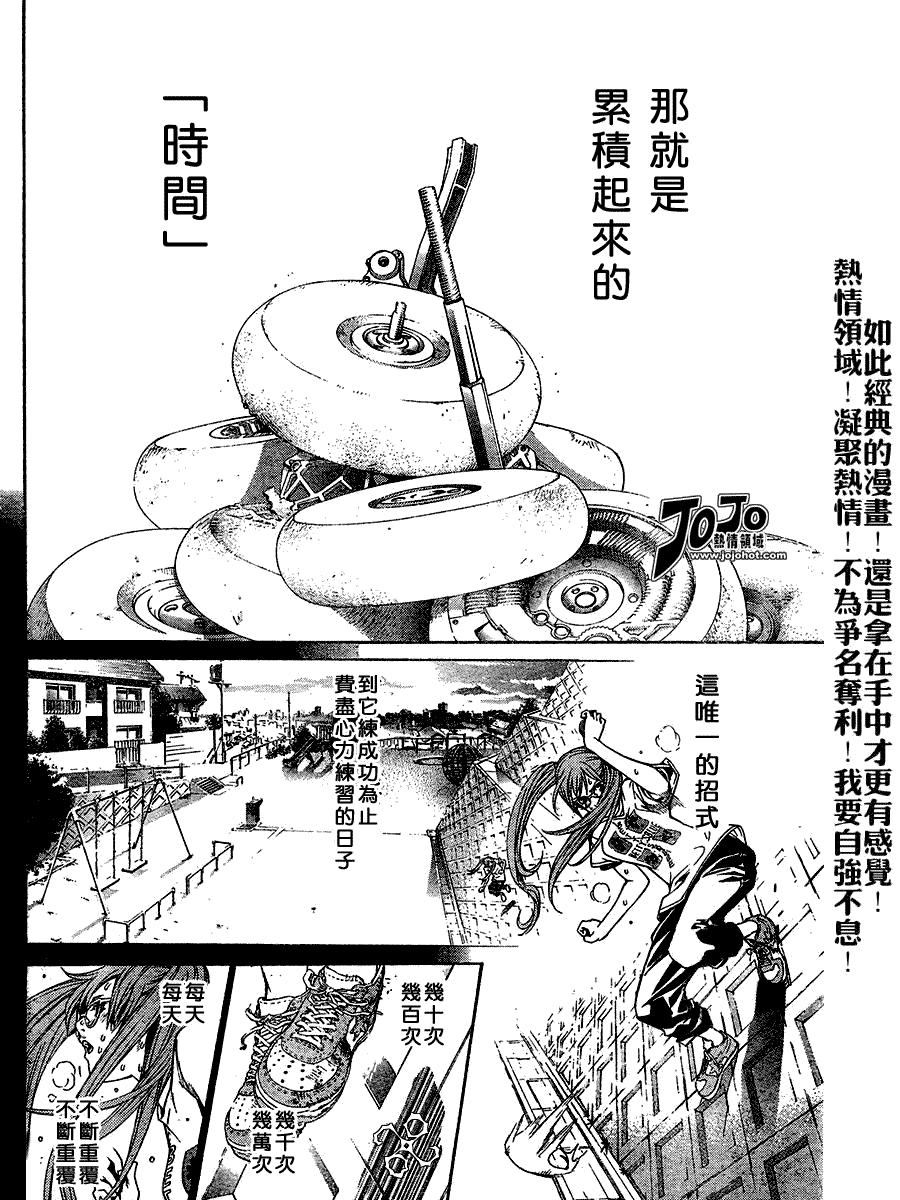 那就是
累積起來的
「時間」
這唯一的招式
到它練成功為止
費盡心力練習的日子
幾十次
幾百次
幾千次
幾萬次
每天
每天
不斷重覆
不斷重覆
JOJO
熱情領域
www.jojohot.com
如此經典的漫畫！還是拿在手中才更有感覺！
熱情領域！凝聚熱情！不為爭名奪利！我要自強不息！